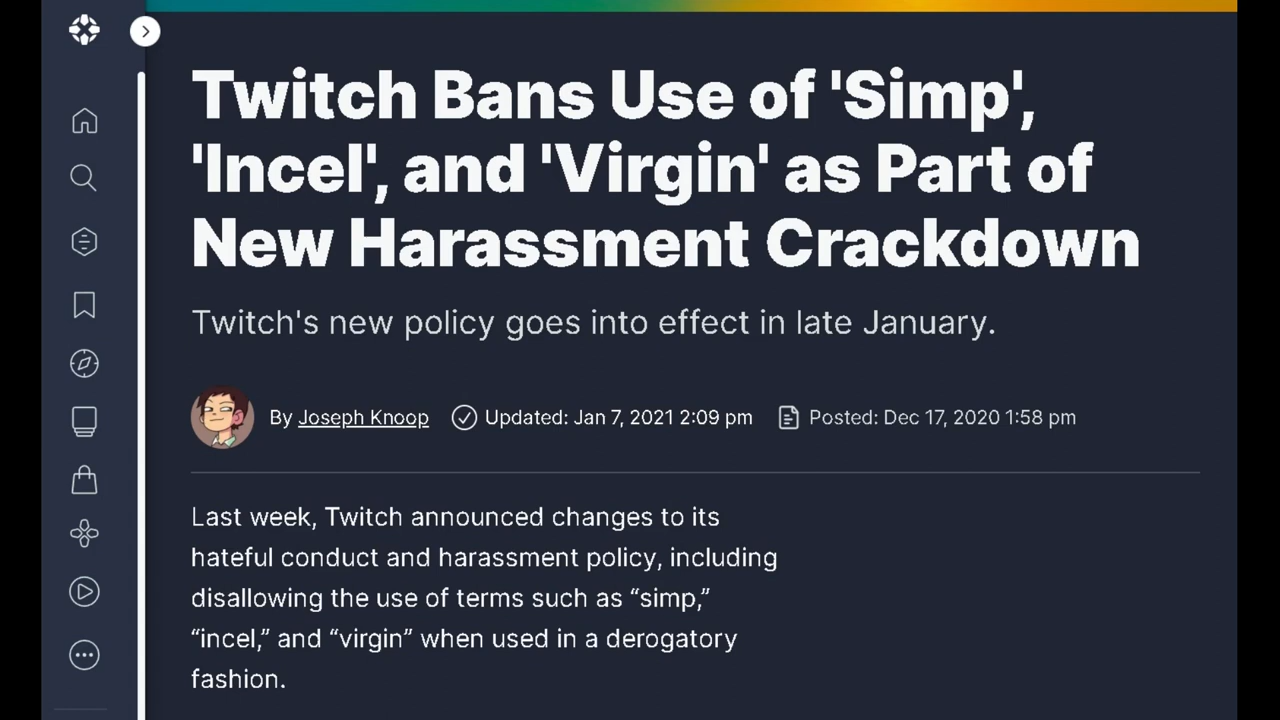 Twitch Bans Use of 'Simp',
'Incel', and 'Virgin' as Part of
New Harassment Crackdown
Twitch's new policy goes into effect in late January.
By Joseph Knoop Updated: Jan 7, 2021 2:09 pm Posted: Dec 17, 2020 1:58 pm
Last week, Twitch announced changes to its
hateful conduct and harassment policy, including
disallowing the use of terms such as “simp,”
“incel,” and “virgin” when used in a derogatory
fashion.